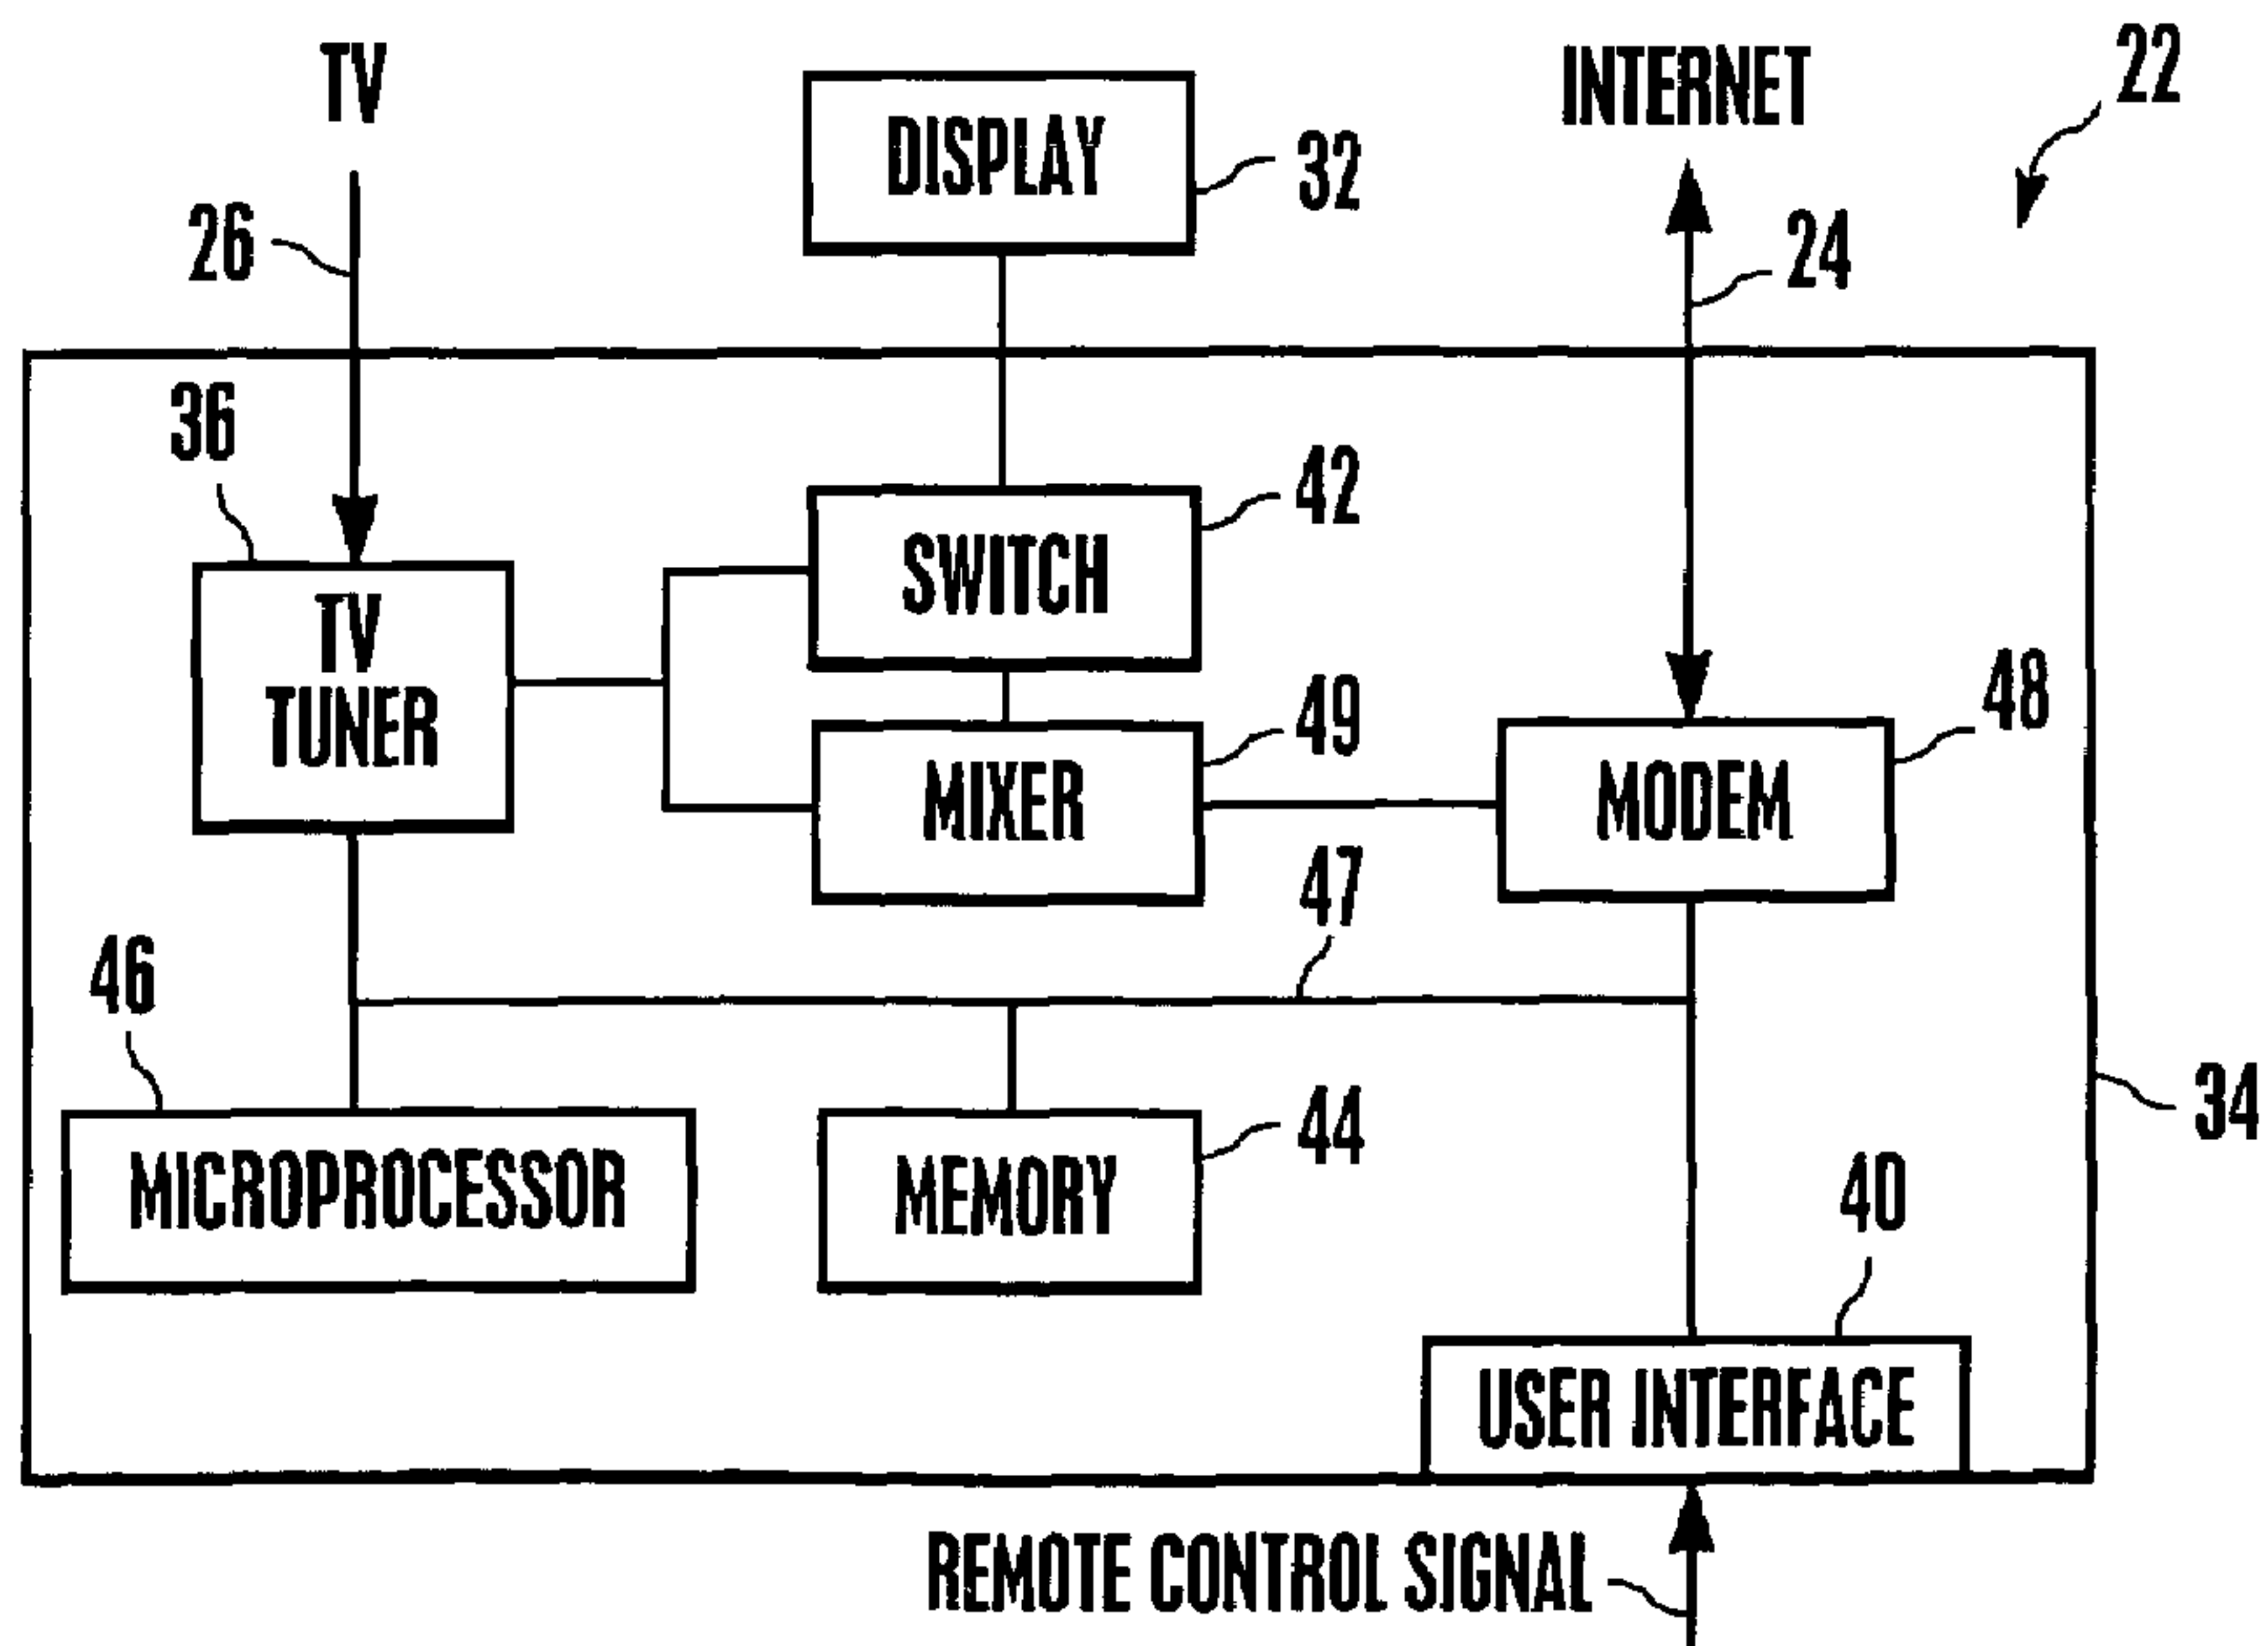 TV
DISPLAY
INTERNET
22
32
26
24
36
42
SWITCH
TV
TUNER
49
48
MIXER
MODEM
47
46
34
44
MICROPROCESSOR
MEMORY
40
USER INTERFACE
REMOTE CONTROL SIGNAL